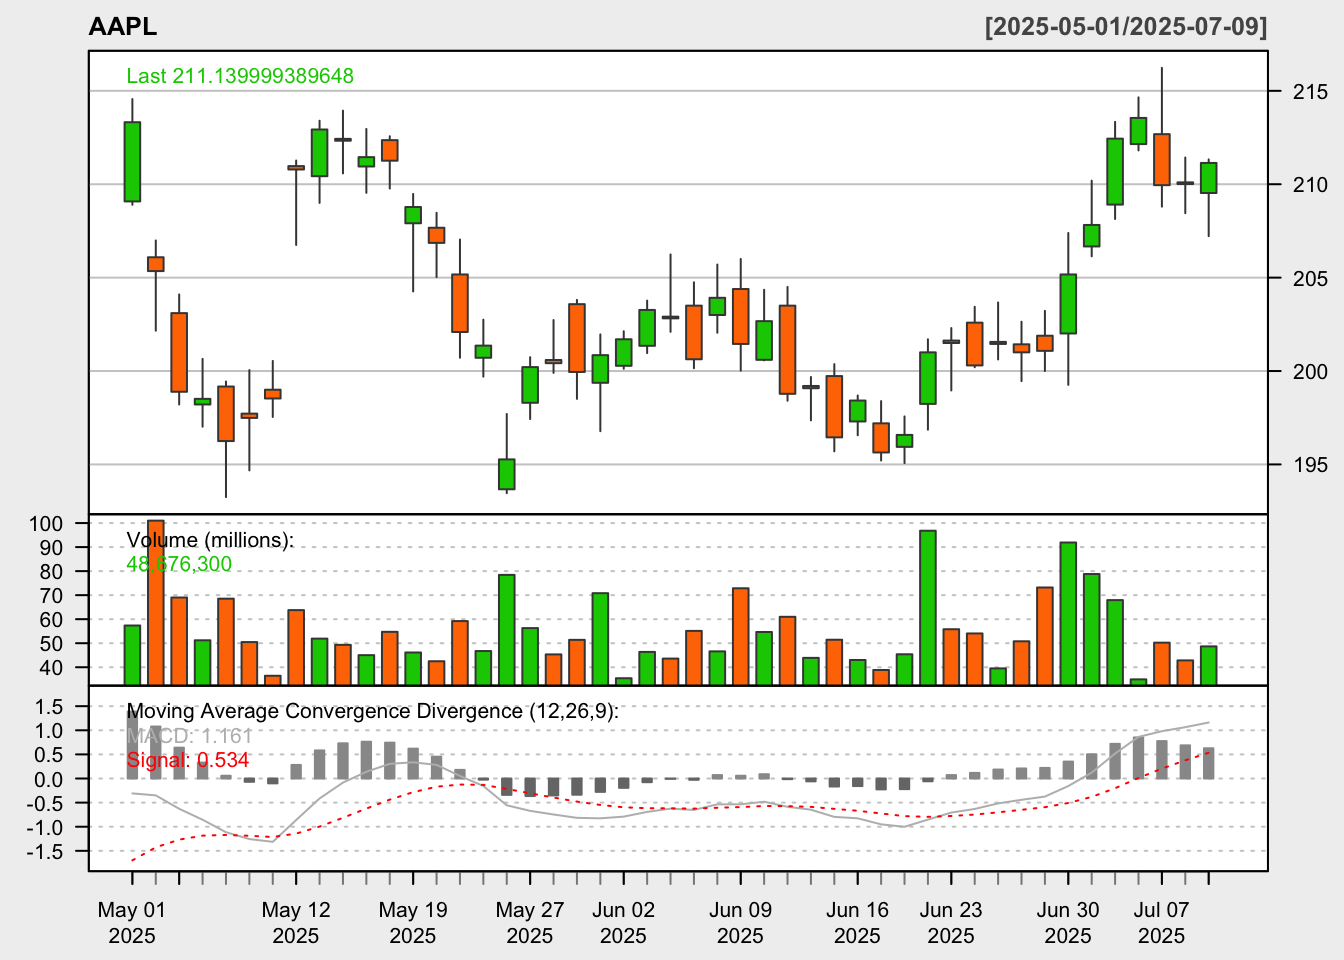 AAPL [2025-05-01/2025-07-09]
Last 211.139999389648
215
210
205
200
195
Volume (millions):
48,676,300
100
90
80
70
60
50
40
Moving Average Convergence Divergence (12,26,9):
MACD: 1.161
Signal: 0.534
1.5
1.0
0.5
0.0
-0.5
-1.0
-1.5
May 01 May 12 May 19 May 27 Jun 02 Jun 09 Jun 16 Jun 23 Jun 30 Jul 07
2025 2025 2025 2025 2025 2025 2025 2025 2025 2025